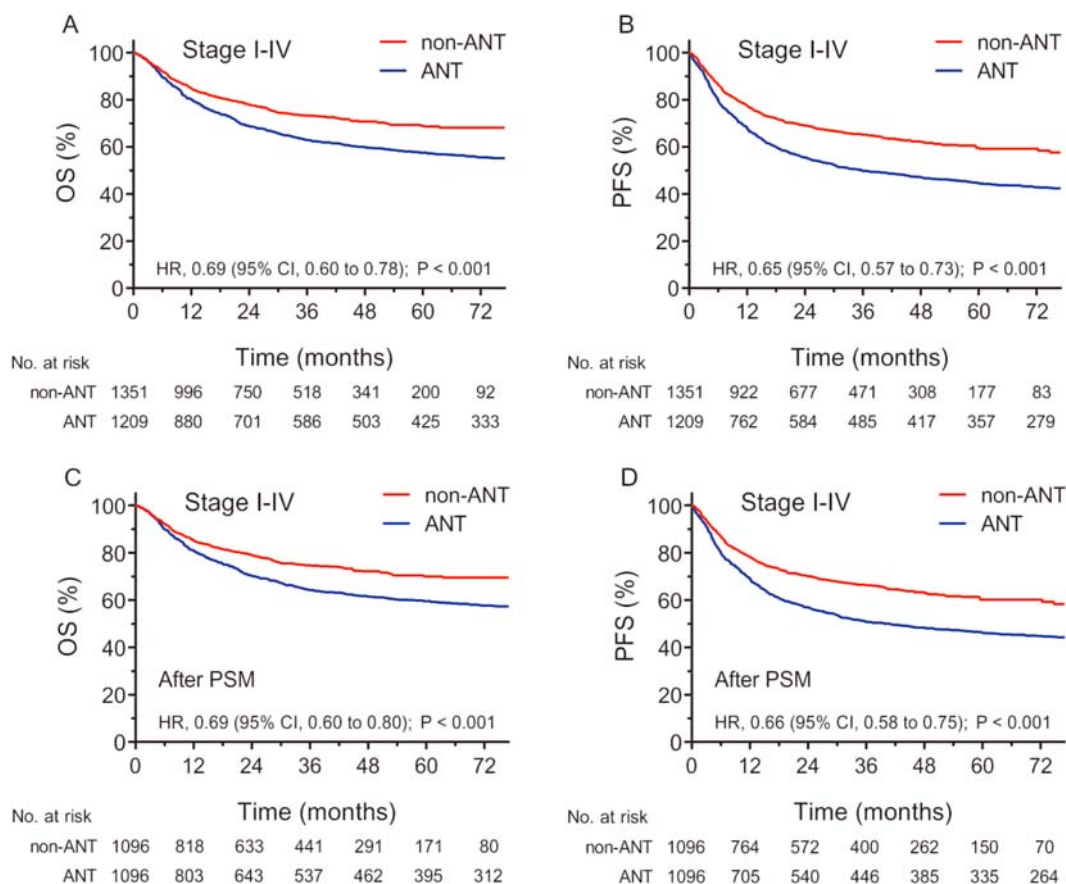 A
Stage I-IV
non-ANT
ANT
OS (%)
100
80
60
40
20
0
HR, 0.69 (95% CI, 0.60 to 0.78); P < 0.001
0 12 24 36 48 60 72
Time (months)
No. at risk
non-ANT 1351 996 750 518 341 200 92
ANT 1209 880 701 586 503 425 333
B
Stage I-IV
non-ANT
ANT
PFS (%)
100
80
60
40
20
0
HR, 0.65 (95% CI, 0.57 to 0.73); P < 0.001
0 12 24 36 48 60 72
Time (months)
No. at risk
non-ANT 1351 922 677 471 308 177 83
ANT 1209 762 584 485 417 357 279
C
Stage I-IV
non-ANT
ANT
OS (%)
100
80
60
40
20
0
After PSM
HR, 0.69 (95% CI, 0.60 to 0.80); P < 0.001
0 12 24 36 48 60 72
Time (months)
No. at risk
non-ANT 1096 818 633 441 291 171 80
ANT 1096 803 643 537 462 395 312
D
Stage I-IV
non-ANT
ANT
PFS (%)
100
80
60
40
20
0
After PSM
HR, 0.66 (95% CI, 0.58 to 0.75); P < 0.001
0 12 24 36 48 60 72
Time (months)
No. at risk
non-ANT 1096 764 572 400 262 150 70
ANT 1096 705 540 446 385 335 264